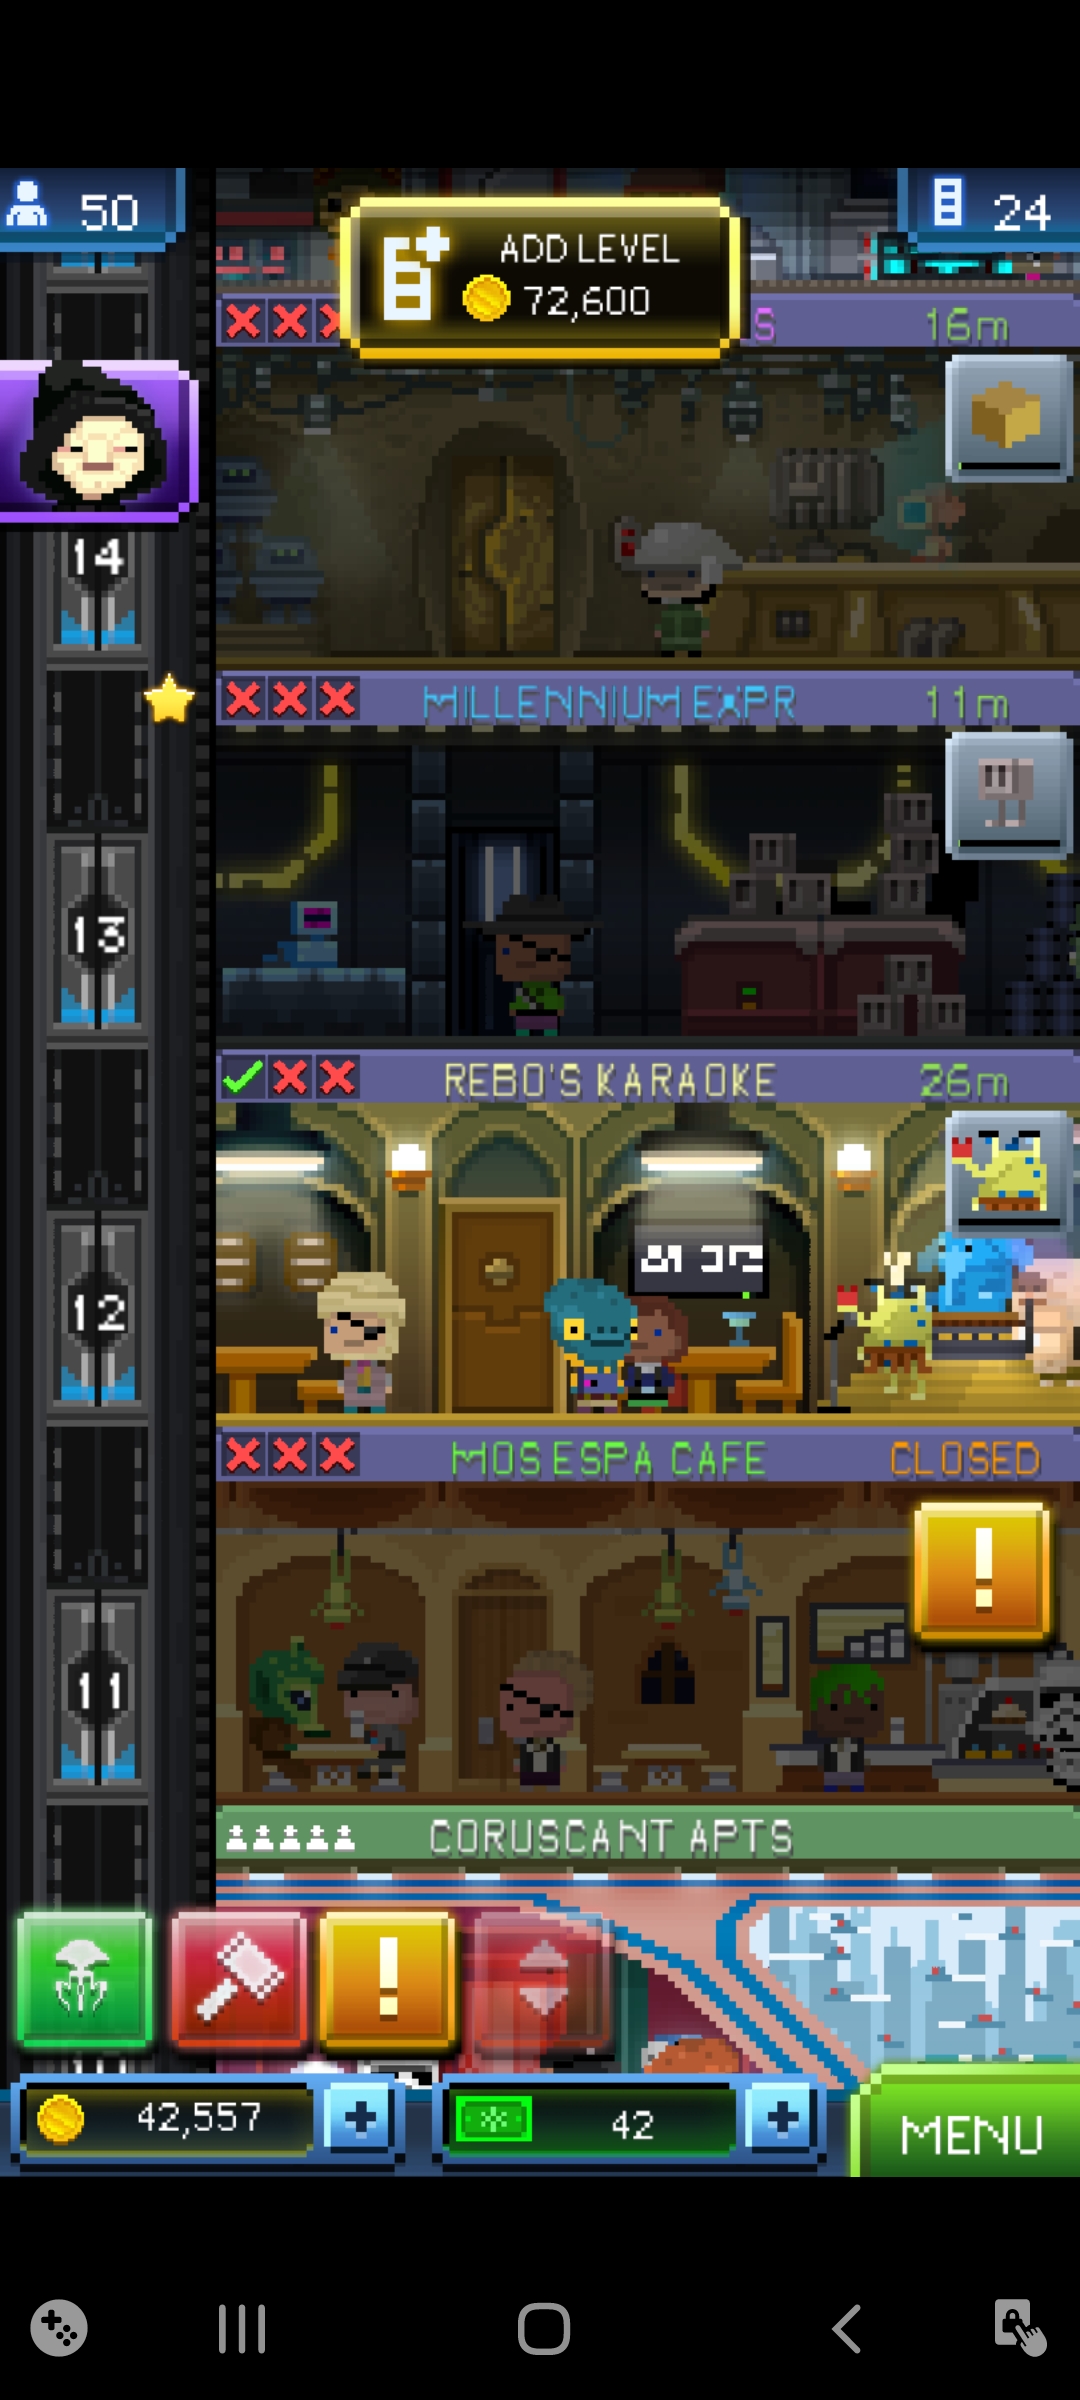 50
ADD LEVEL
72,600
24
S
16m
14
MILLENNIUM EXPR
11m
13
REBO'S KARAOKE
26m
12
MOS ESPA CAFE
CLOSED
11
CORUSCANT APTS
42,557
42
MENU